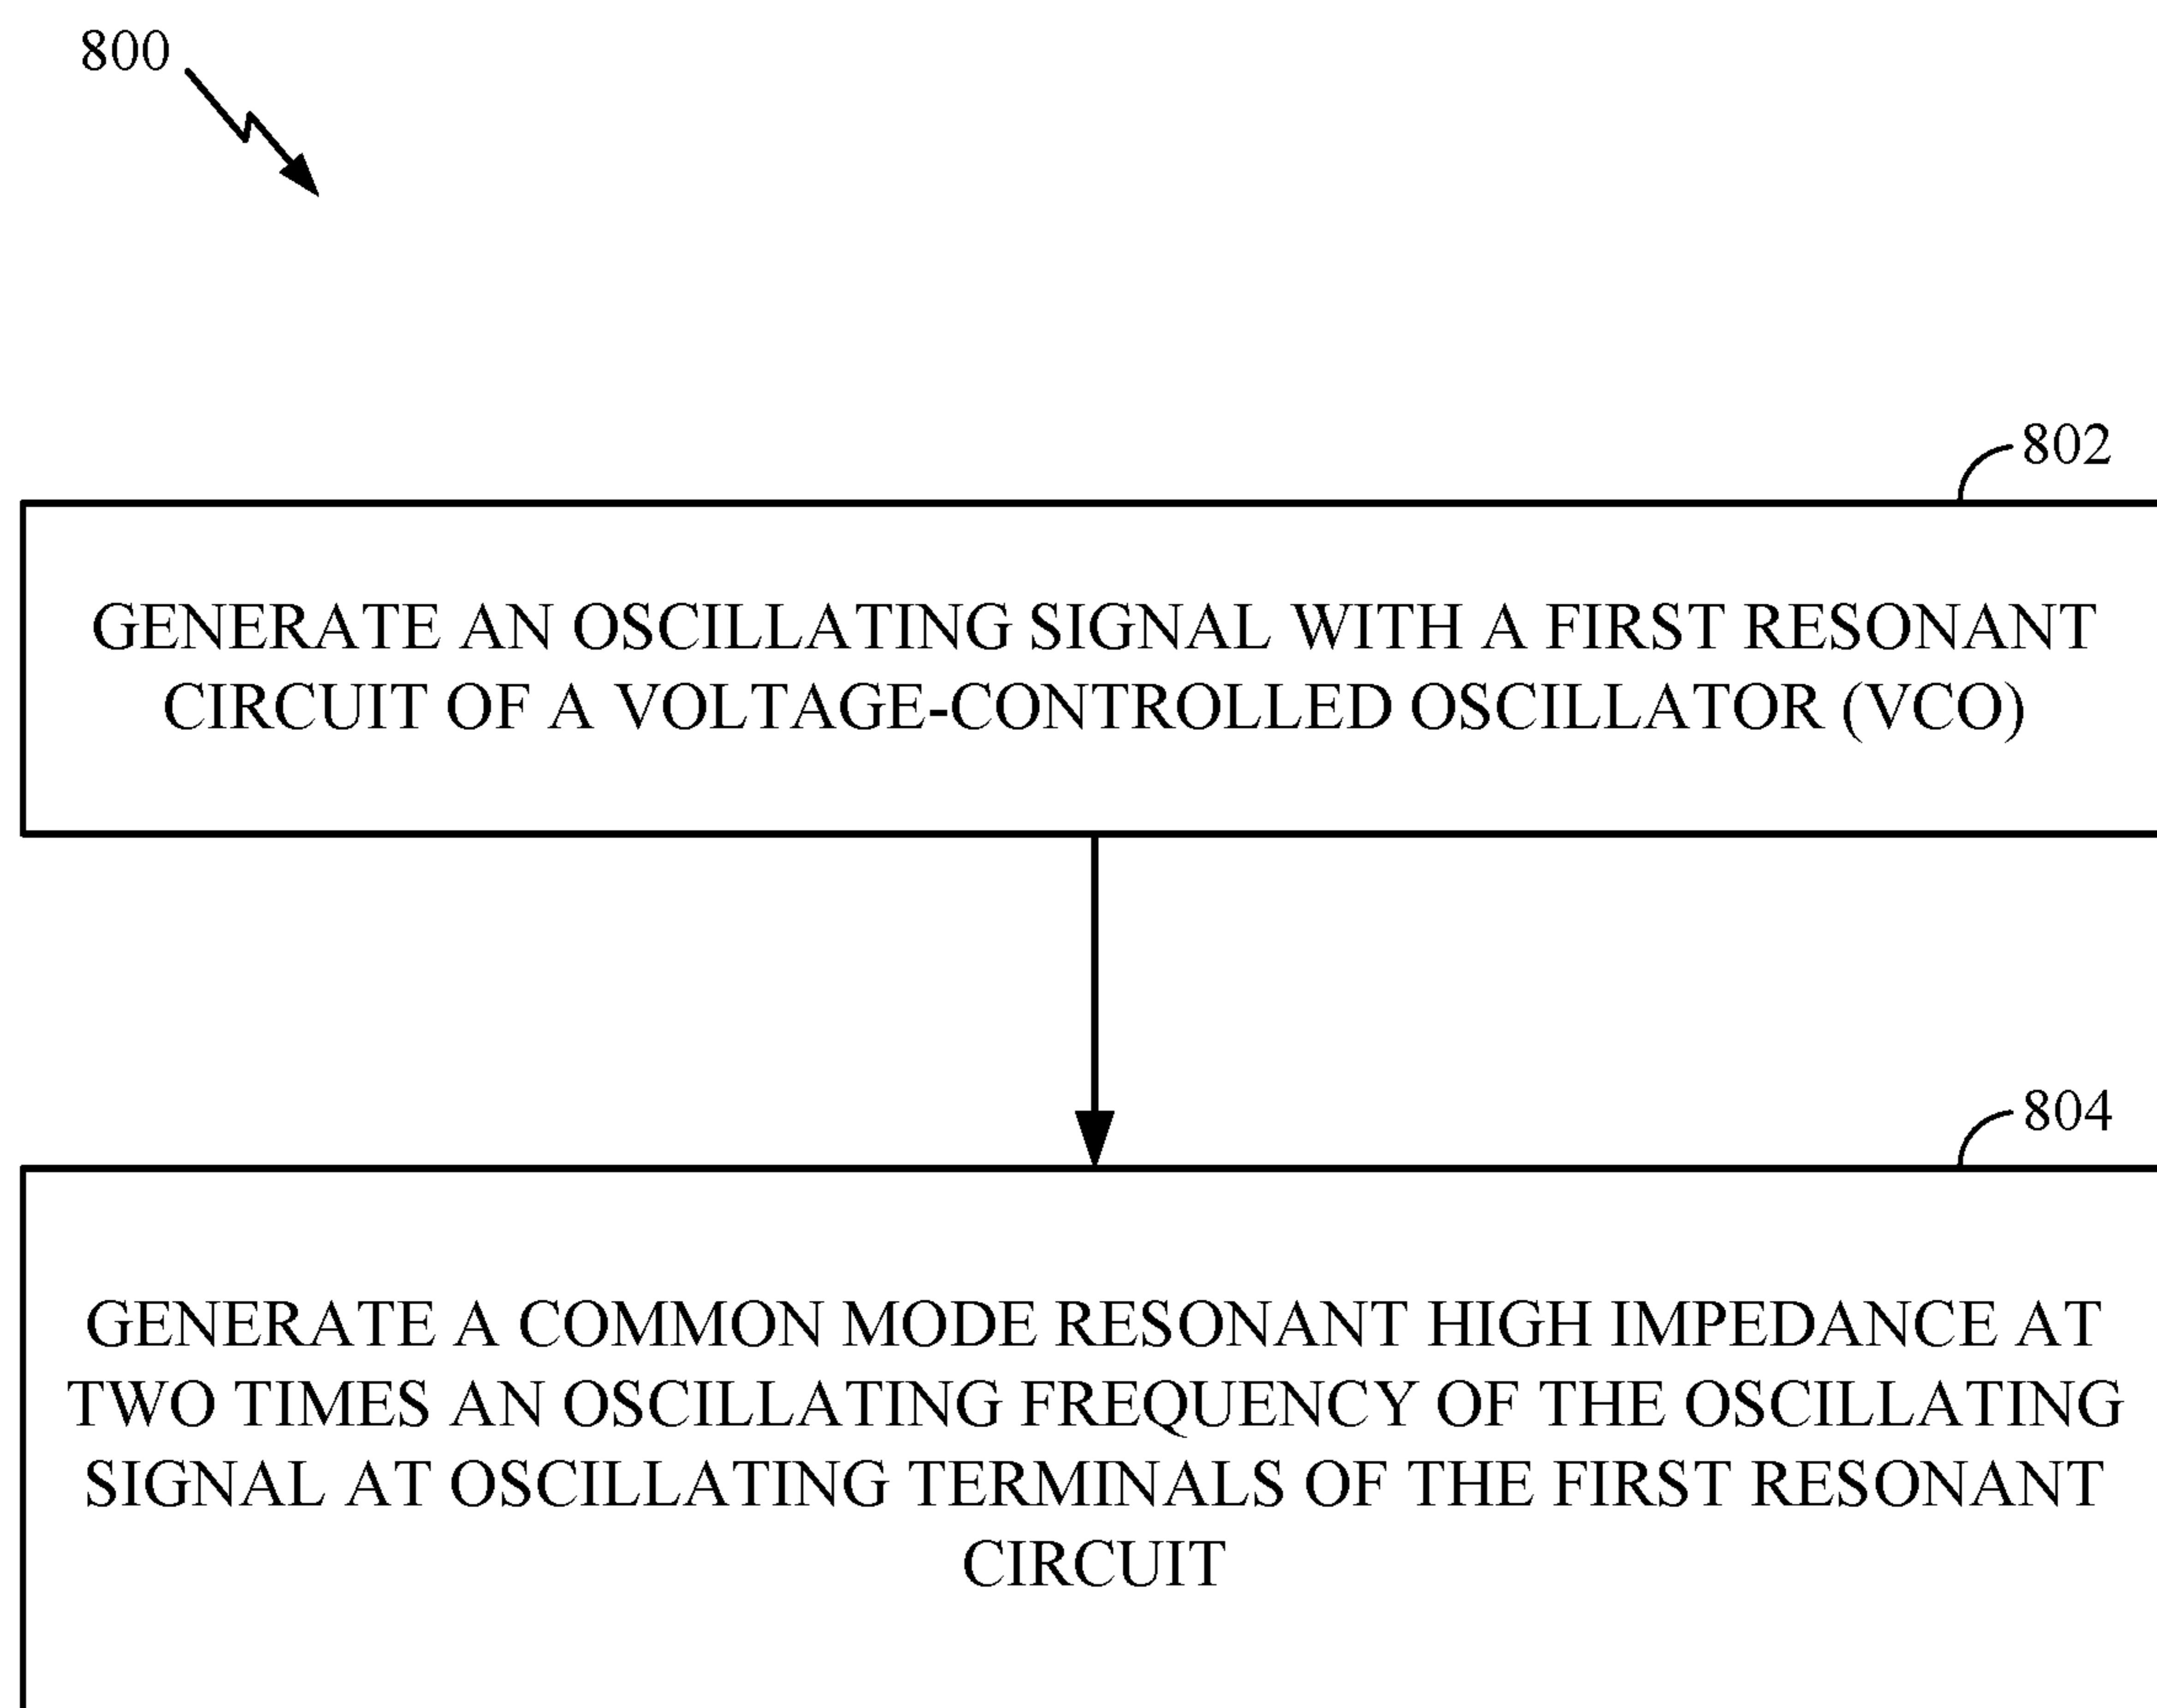 800
802
GENERATE AN OSCILLATING SIGNAL WITH A FIRST RESONANT
CIRCUIT OF A VOLTAGE-CONTROLLED OSCILLATOR (VCO)
804
GENERATE A COMMON MODE RESONANT HIGH IMPEDANCE AT
TWO TIMES AN OSCILLATING FREQUENCY OF THE OSCILLATING
SIGNAL AT OSCILLATING TERMINALS OF THE FIRST RESONANT
CIRCUIT